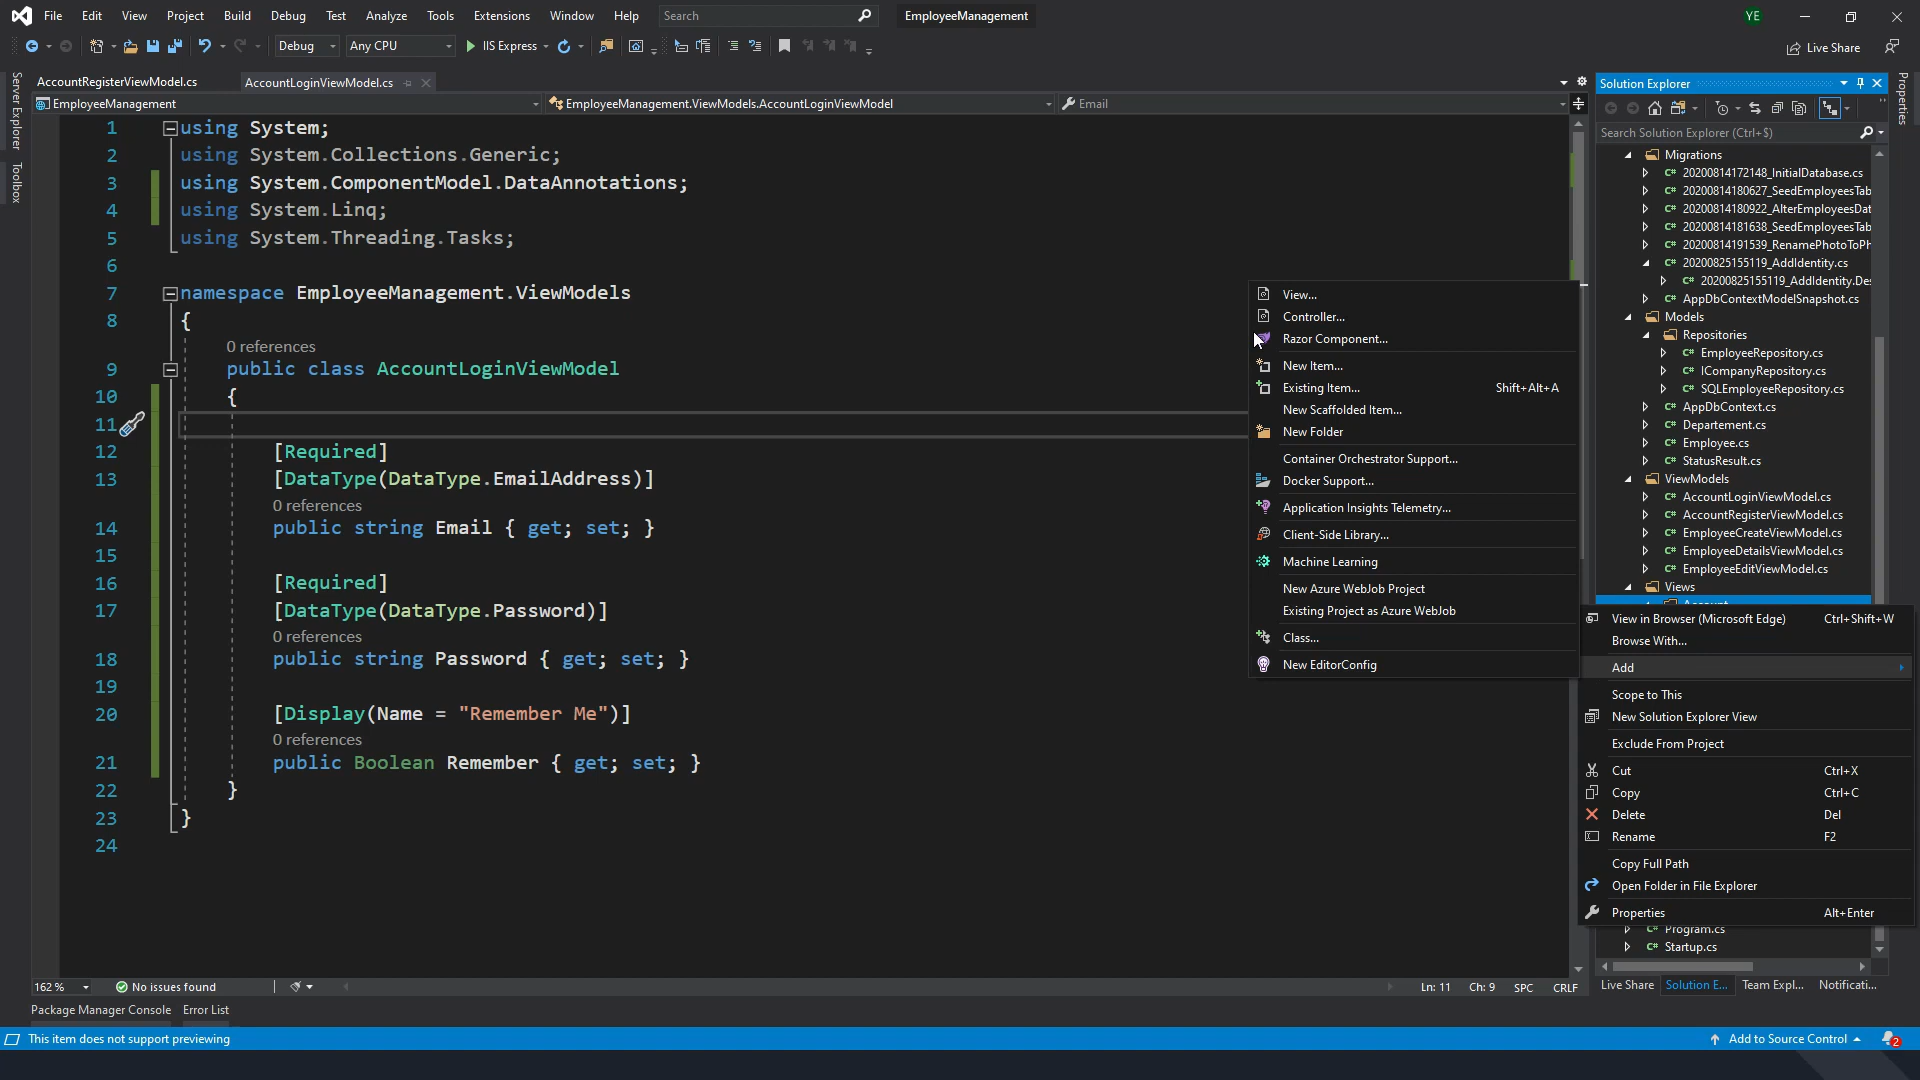 File Edit View Project Build Debug Test Analyze Tools Extensions Window Help Search EmployeeManagement YE
Debug Any CPU IIS Express Live Share
AccountRegisterViewModel.cs AccountLoginViewModel.cs
EmployeeManagement EmployeeManagement.ViewModels.AccountLoginViewModel Email
Server Explorer
Toolbox
1 using System;
2 using System.Collections.Generic;
3 using System.ComponentModel.DataAnnotations;
4 using System.Linq;
5 using System.Threading.Tasks;
6
7 namespace EmployeeManagement.ViewModels
8 {
0 references
9 public class AccountLoginViewModel
10 {
11
12 [Required]
13 [DataType(DataType.EmailAddress)]
0 references
14 public string Email { get; set; }
15
16 [Required]
17 [DataType(DataType.Password)]
0 references
18 public string Password { get; set; }
19
20 [Display(Name = "Remember Me")]
0 references
21 public Boolean Remember { get; set; }
22 }
23 }
24
View...
Controller...
Razor Component...
New Item...
Existing Item... Shift+Alt+A
New Scaffolded Item...
New Folder
Container Orchestrator Support...
Docker Support...
Application Insights Telemetry...
Client-Side Library...
Machine Learning
New Azure WebJob Project
Existing Project as Azure WebJob
Class...
New EditorConfig
Solution Explorer
Search Solution Explorer (Ctrl+$)
Migrations
C# 20200814172148_InitialDatabase.cs
C# 20200814180627_SeedEmployeesTab
C# 20200814180922_AlterEmployeesDat
C# 20200814181638_SeedEmployeesTab
C# 20200814191539_RenamePhotoToPh
C# 20200825155119_AddIdentity.cs
C# 20200825155119_AddIdentity.De
C# AppDbContextModelSnapshot.cs
Models
Repositories
C# EmployeeRepository.cs
C# ICompanyRepository.cs
C# SQLEmployeeRepository.cs
C# AppDbContext.cs
C# Departement.cs
C# Employee.cs
C# StatusResult.cs
ViewModels
C# AccountLoginViewModel.cs
C# AccountRegisterViewModel.cs
C# EmployeeCreateViewModel.cs
C# EmployeeDetailsViewModel.cs
C# EmployeeEditViewModel.cs
Views
Account
View in Browser (Microsoft Edge) Ctrl+Shift+W
Browse With...
Add
Scope to This
New Solution Explorer View
Exclude From Project
Cut Ctrl+X
Copy Ctrl+C
Delete Del
Rename F2
Copy Full Path
Open Folder in File Explorer
Properties Alt+Enter
C# Program.cs
C# Startup.cs
Live Share Solution E... Team Expl... Notificati...
Properties
162 % No issues found Ln: 11 Ch: 9 SPC CRLF
Package Manager Console Error List
This item does not support previewing Add to Source Control 2